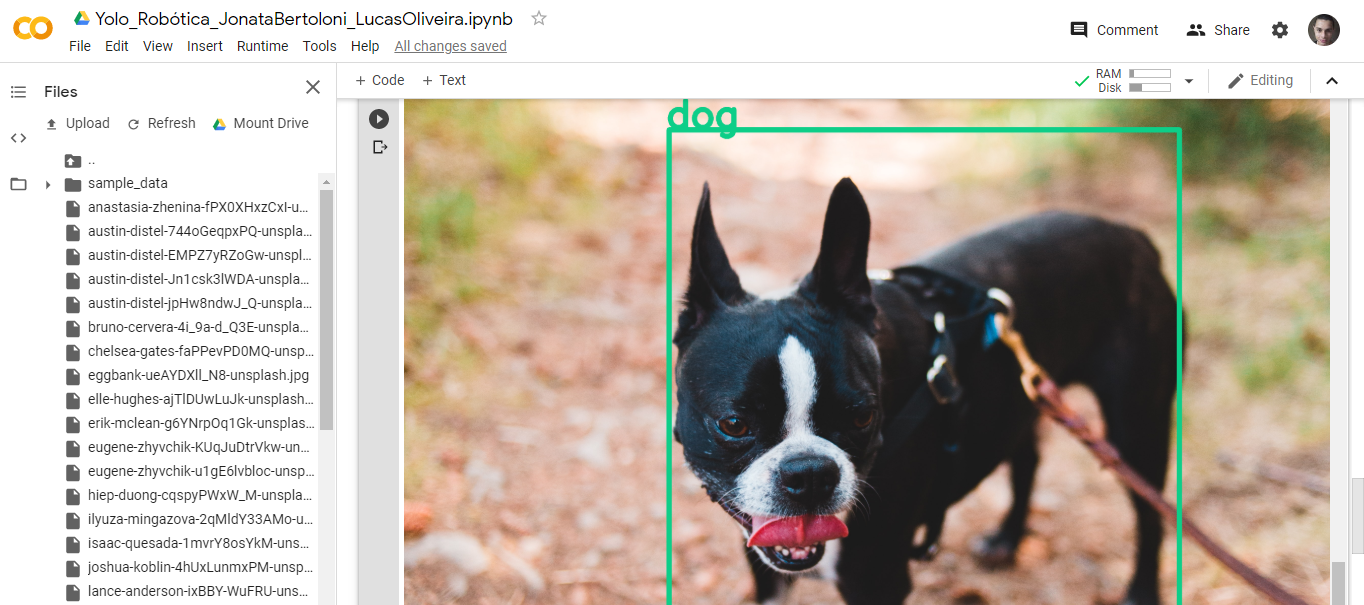 Yolo_Robótica_JonataBertoloni_LucasOliveira.ipynb
File Edit View Insert Runtime Tools Help All changes saved
Comment Share
Files
+ Code + Text
RAM
Disk
Editing
Upload Refresh Mount Drive
..
sample_data
anastasia-zhenina-fPX0XHxzCxI-u...
austin-distel-744oGeqpxPQ-unspla...
austin-distel-EMPZ7yRZoGw-unspl...
austin-distel-Jn1csk3lWDA-unspla...
austin-distel-jpHw8ndwJ_Q-unspla...
bruno-cervera-4i_9a-d_Q3E-unspla...
chelsea-gates-faPPevPD0MQ-unsp...
eggbank-ueAYDXll_N8-unsplash.jpg
elle-hughes-ajTlDUwLuJk-unsplash...
erik-mclean-g6YNrpOq1Gk-unsplas...
eugene-zhyvchik-KUqJuDtrVkw-un...
eugene-zhyvchik-u1gE6lvbloc-unsp...
hiep-duong-cqspyPWxW_M-unspla...
ilyuza-mingazova-2qMldY33AMo-u...
isaac-quesada-1mvrY8osYkM-uns...
joshua-koblin-4hUxLunmxPM-unsp...
lance-anderson-ixBBY-WuFRU-uns...
dog